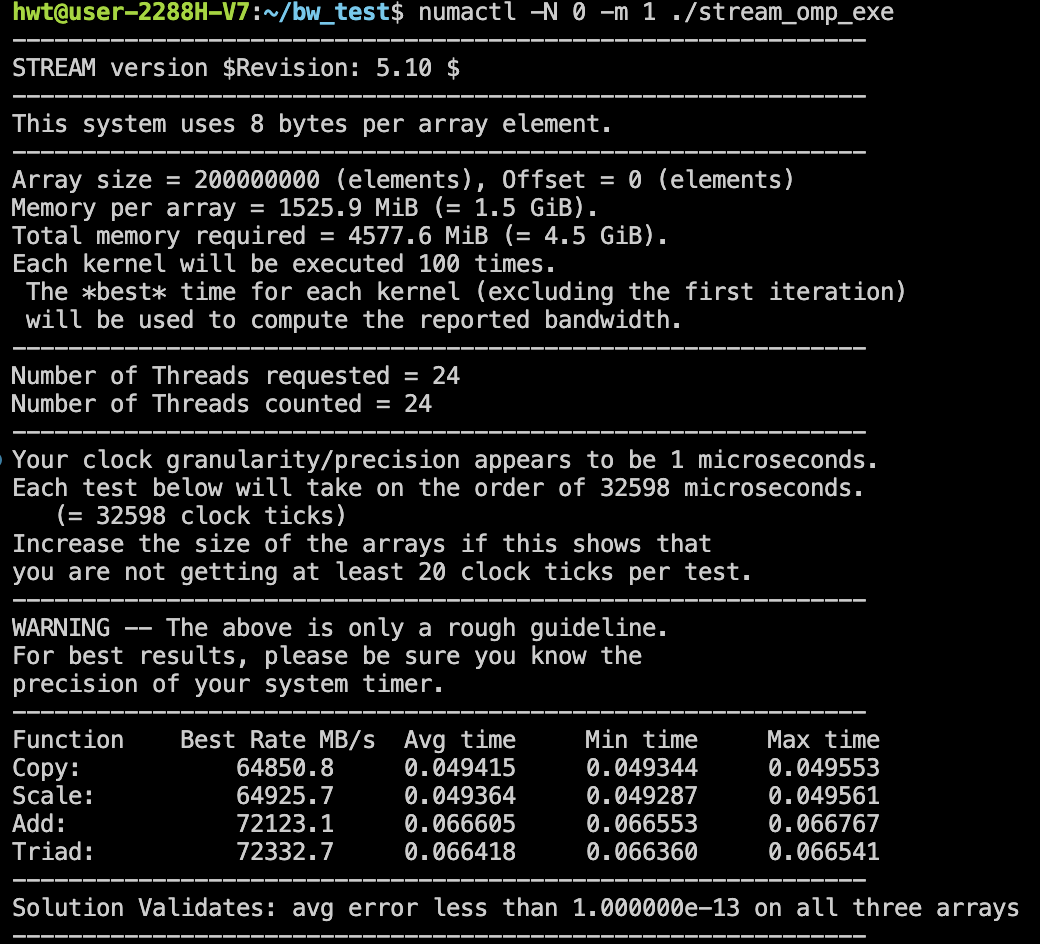 hwt@user-2288H-V7:~/bw_test$ numactl -N 0 -m 1 ./stream_omp_exe
-------------------------------------------------------------
STREAM version $Revision: 5.10 $
-------------------------------------------------------------
This system uses 8 bytes per array element.
-------------------------------------------------------------
Array size = 200000000 (elements), Offset = 0 (elements)
Memory per array = 1525.9 MiB (= 1.5 GiB).
Total memory required = 4577.6 MiB (= 4.5 GiB).
Each kernel will be executed 100 times.
 The *best* time for each kernel (excluding the first iteration)
 will be used to compute the reported bandwidth.
-------------------------------------------------------------
Number of Threads requested = 24
Number of Threads counted = 24
-------------------------------------------------------------
Your clock granularity/precision appears to be 1 microseconds.
Each test below will take on the order of 32598 microseconds.
   (= 32598 clock ticks)
Increase the size of the arrays if this shows that
you are not getting at least 20 clock ticks per test.
-------------------------------------------------------------
WARNING -- The above is only a rough guideline.
For best results, please be sure you know the
precision of your system timer.
-------------------------------------------------------------
Function    Best Rate MB/s  Avg time     Min time     Max time
Copy:           64850.8     0.049415     0.049344     0.049553
Scale:          64925.7     0.049364     0.049287     0.049561
Add:            72123.1     0.066605     0.066553     0.066767
Triad:          72332.7     0.066418     0.066360     0.066541
-------------------------------------------------------------
Solution Validates: avg error less than 1.000000e-13 on all three arrays
-------------------------------------------------------------